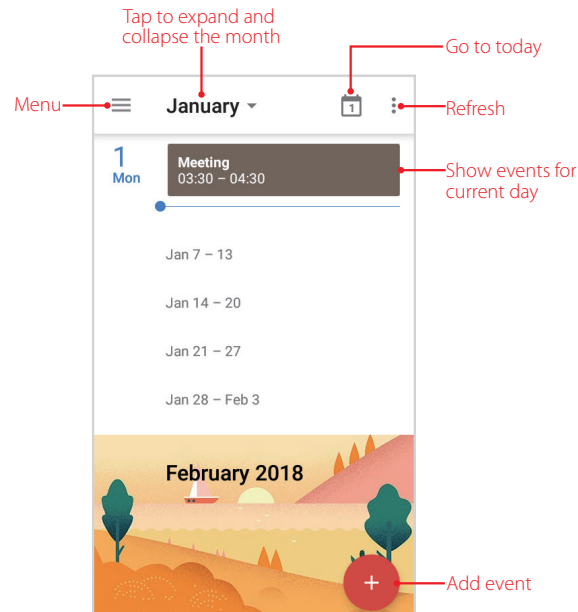 Tap to expand and
collapse the month
Go to today
Menu
January
1
Refresh
1
Mon
Meeting
03:30 – 04:30
Show events for
current day
Jan 7 – 13
Jan 14 – 20
Jan 21 – 27
Jan 28 – Feb 3
February 2018
+
Add event